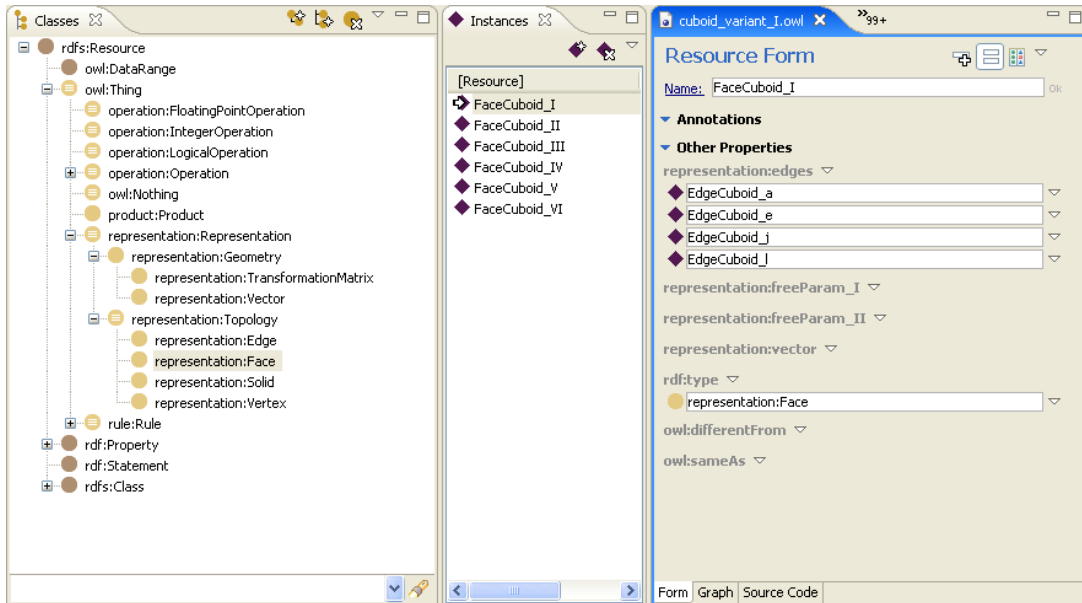 Classes
rdfs:Resource
owl:DataRange
owl:Thing
operation:FloatingPointOperation
operation:IntegerOperation
operation:LogicalOperation
operation:Operation
owl:Nothing
product:Product
representation:Representation
representation:Geometry
representation:TransformationMatrix
representation:Vector
representation:Topology
representation:Edge
representation:Face
representation:Solid
representation:Vertex
rule:Rule
rdf:Property
rdf:Statement
rdfs:Class
Instances
[Resource]
FaceCuboid_I
FaceCuboid_II
FaceCuboid_III
FaceCuboid_IV
FaceCuboid_V
FaceCuboid_VI
cuboid_variant_I.owl »99+
Resource Form
Name: FaceCuboid_I Ok
Annotations
Other Properties
representation:edges
EdgeCuboid_a
EdgeCuboid_e
EdgeCuboid_j
EdgeCuboid_l
representation:freeParam_I
representation:freeParam_II
representation:vector
rdf:type
representation:Face
owl:differentFrom
owl:sameAs
Form Graph Source Code